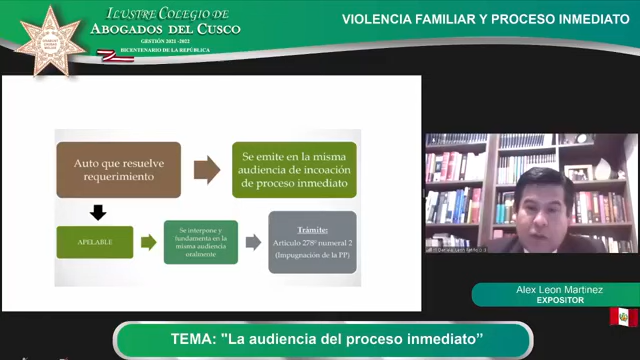 ILUSTRE COLEGIO DE
ABOGADOS DEL CUSCO
GESTIÓN 2021 - 2022
BICENTENARIO DE LA REPÚBLICA
VIOLENCIA FAMILIAR Y PROCESO INMEDIATO
Auto que resuelve
requerimiento
Se emite en la misma
audiencia de incoación
de proceso inmediato
APELABLE
Se interpone y
fundamenta en la
misma audiencia
oralmente
Trámite:
Artículo 278° numeral 2
(Impugnación de la PP)
Alex Leon Martinez
EXPOSITOR
TEMA: "La audiencia del proceso inmediato”